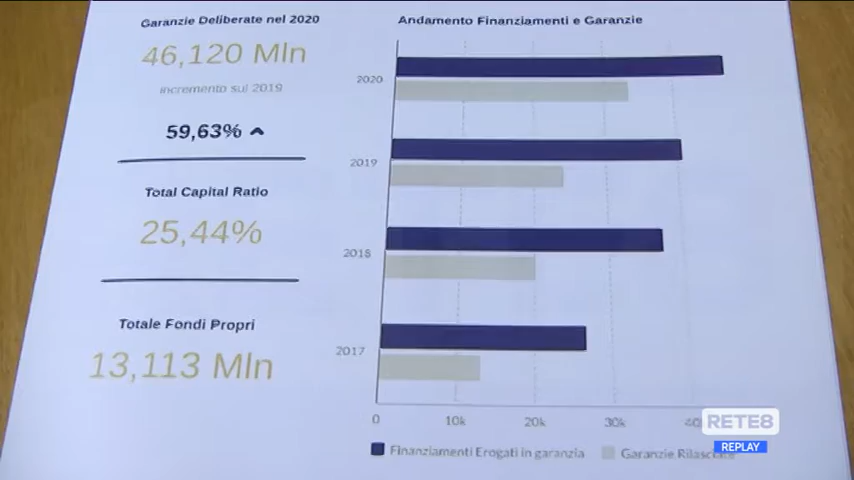 Garanzie Deliberate nel 2020
46,120 Mln
incremento sul 2019
59,63%
Total Capital Ratio
25,44%
Totale Fondi Propri
13,113 Mln
Andamento Finanziamenti e Garanzie
2020
2019
2018
2017
0 10k 20k 30k
Finanziamenti Erogati in garanzia
Garanzie
RETE8
REPLAY